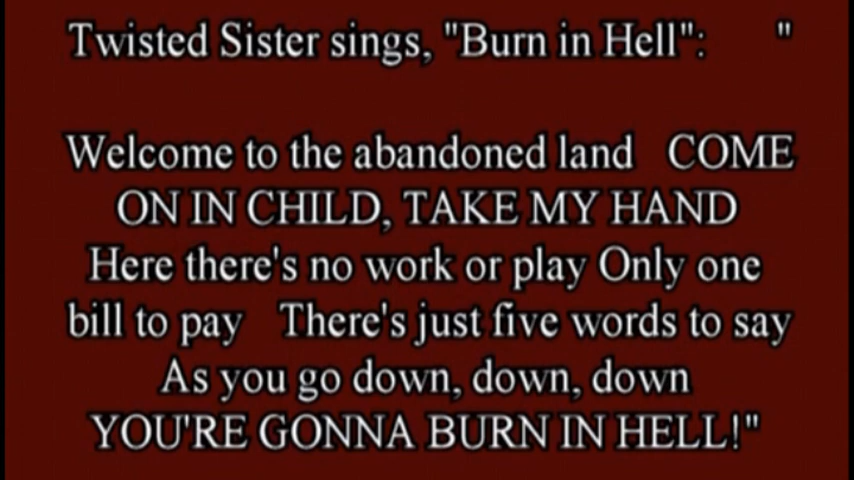 Twisted Sister sings, "Burn in Hell": "
Welcome to the abandoned land COME
ON IN CHILD, TAKE MY HAND
Here there's no work or play Only one
bill to pay There's just five words to say
As you go down, down, down
YOU'RE GONNA BURN IN HELL!"